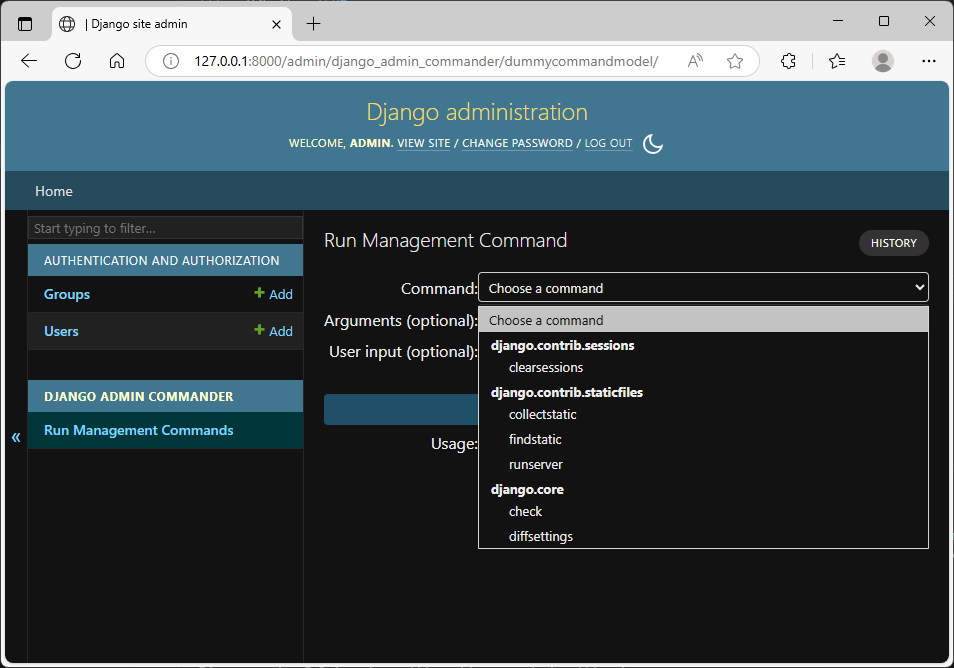 | Django site admin
127.0.0.1:8000/admin/django_admin_commander/dummycommandmodel/
Django administration
WELCOME, ADMIN. VIEW SITE / CHANGE PASSWORD / LOG OUT
Home
Start typing to filter...
AUTHENTICATION AND AUTHORIZATION
Groups + Add
Users + Add
DJANGO ADMIN COMMANDER
Run Management Commands
«
Run Management Command
HISTORY
Command: Choose a command
Arguments (optional):
User input (optional):
Usage:
Choose a command
django.contrib.sessions
clearsessions
django.contrib.staticfiles
collectstatic
findstatic
runserver
django.core
check
diffsettings